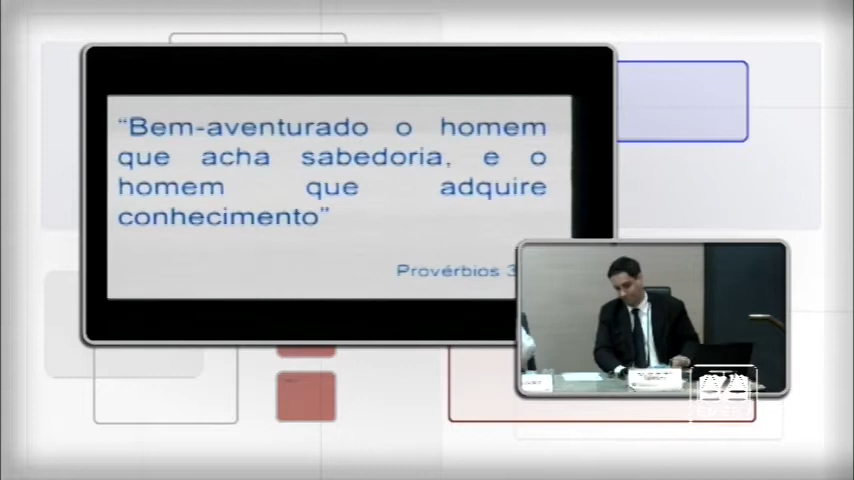 “Bem-aventurado o homem
que acha sabedoria, e o
homem que adquire
conhecimento”
Provérbios 3